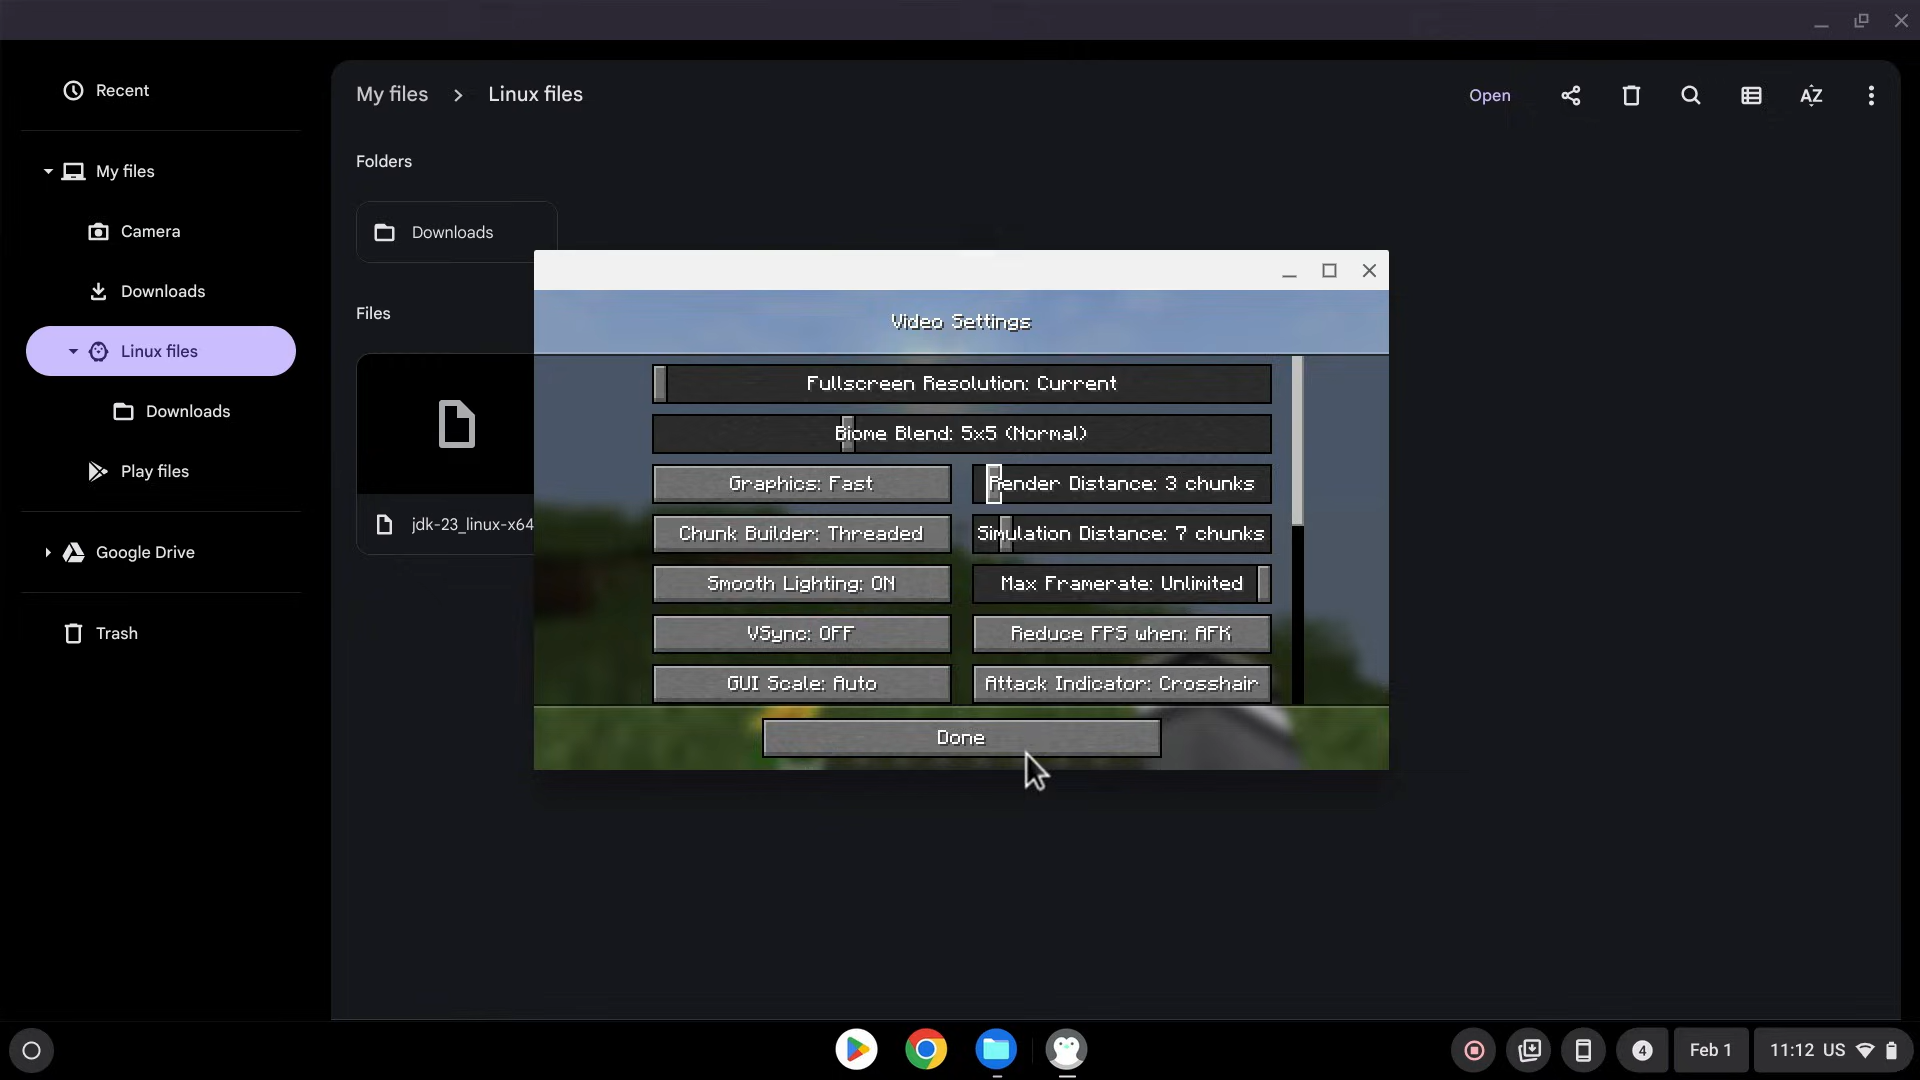 Recent
My files
Camera
Downloads
Linux files
Downloads
Play files
Google Drive
Trash
My files > Linux files
Open
AZ
Folders
Downloads
Files
jdk-23_linux-x64
Video Settings
Fullscreen Resolution: Current
Biome Blend: 5x5 (Normal)
Graphics: Fast
Render Distance: 3 chunks
Chunk Builder: Threaded
Simulation Distance: 7 chunks
Smooth Lighting: ON
Max Framerate: Unlimited
VSync: OFF
Reduce FPS when: AFK
GUI Scale: Auto
Attack Indicator: Crosshair
Done
4
Feb 1
11:12 US